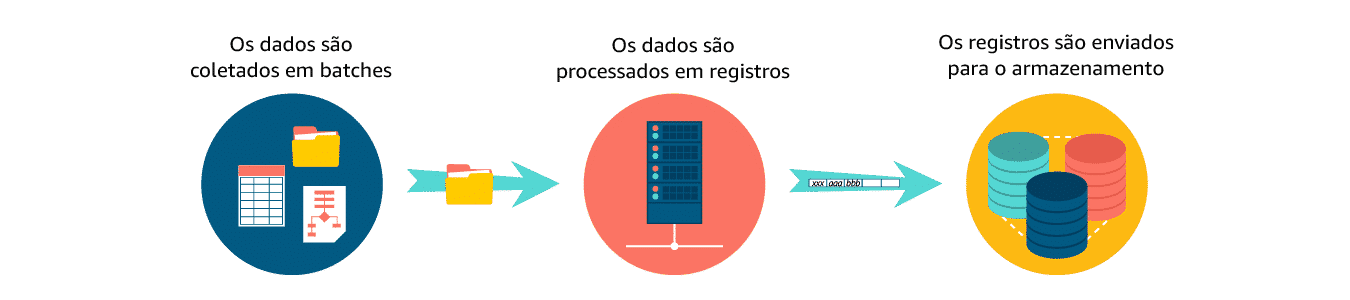 Os dados são
coletados em batches
Os dados são
processados em registros
Os registros são enviados
para o armazenamento
xxx aaa bbb